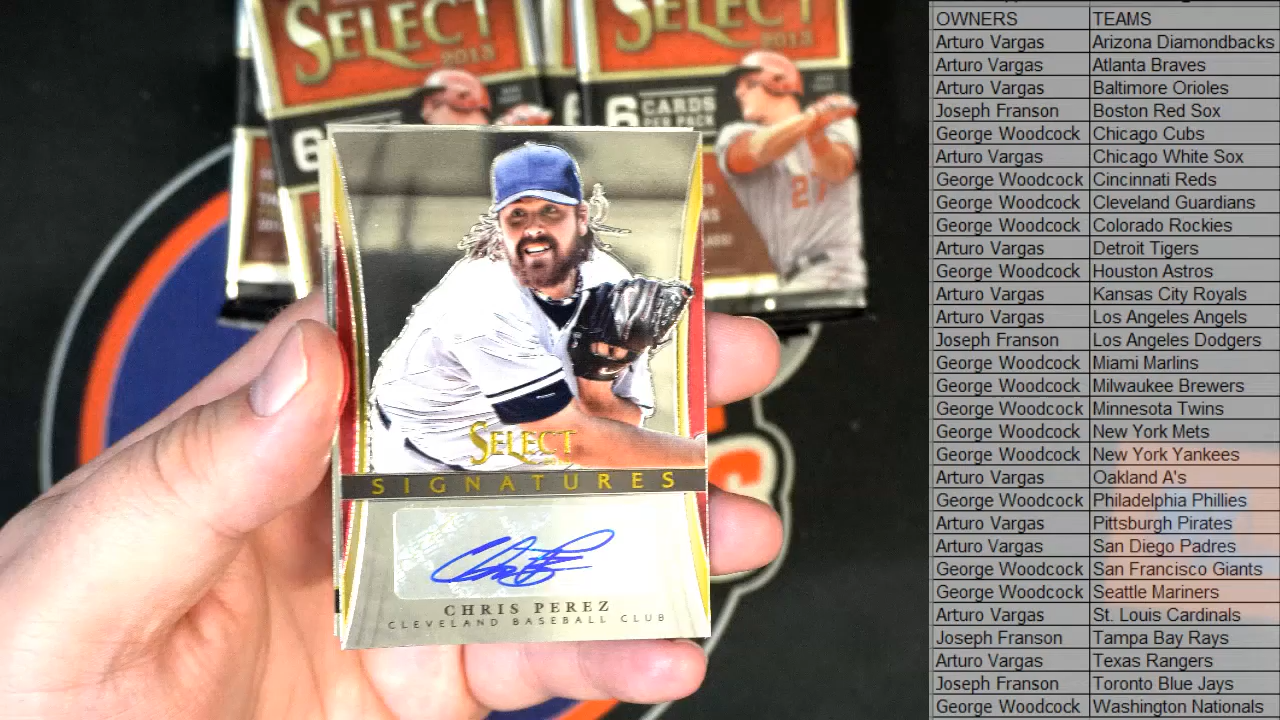 SELECT
2013
SELECT
2013
6
6 CARDS
PER PACK
27
SELECT
SIGNATURES
CHRIS PEREZ
CLEVELAND BASEBALL CLUB
OWNERS TEAMS
Arturo Vargas Arizona Diamondbacks
Arturo Vargas Atlanta Braves
Arturo Vargas Baltimore Orioles
Joseph Franson Boston Red Sox
George Woodcock Chicago Cubs
Arturo Vargas Chicago White Sox
George Woodcock Cincinnati Reds
George Woodcock Cleveland Guardians
George Woodcock Colorado Rockies
Arturo Vargas Detroit Tigers
George Woodcock Houston Astros
Arturo Vargas Kansas City Royals
Arturo Vargas Los Angeles Angels
Joseph Franson Los Angeles Dodgers
George Woodcock Miami Marlins
George Woodcock Milwaukee Brewers
George Woodcock Minnesota Twins
George Woodcock New York Mets
George Woodcock New York Yankees
Arturo Vargas Oakland A's
George Woodcock Philadelphia Phillies
Arturo Vargas Pittsburgh Pirates
Arturo Vargas San Diego Padres
George Woodcock San Francisco Giants
George Woodcock Seattle Mariners
Arturo Vargas St. Louis Cardinals
Joseph Franson Tampa Bay Rays
Arturo Vargas Texas Rangers
Joseph Franson Toronto Blue Jays
George Woodcock Washington Nationals